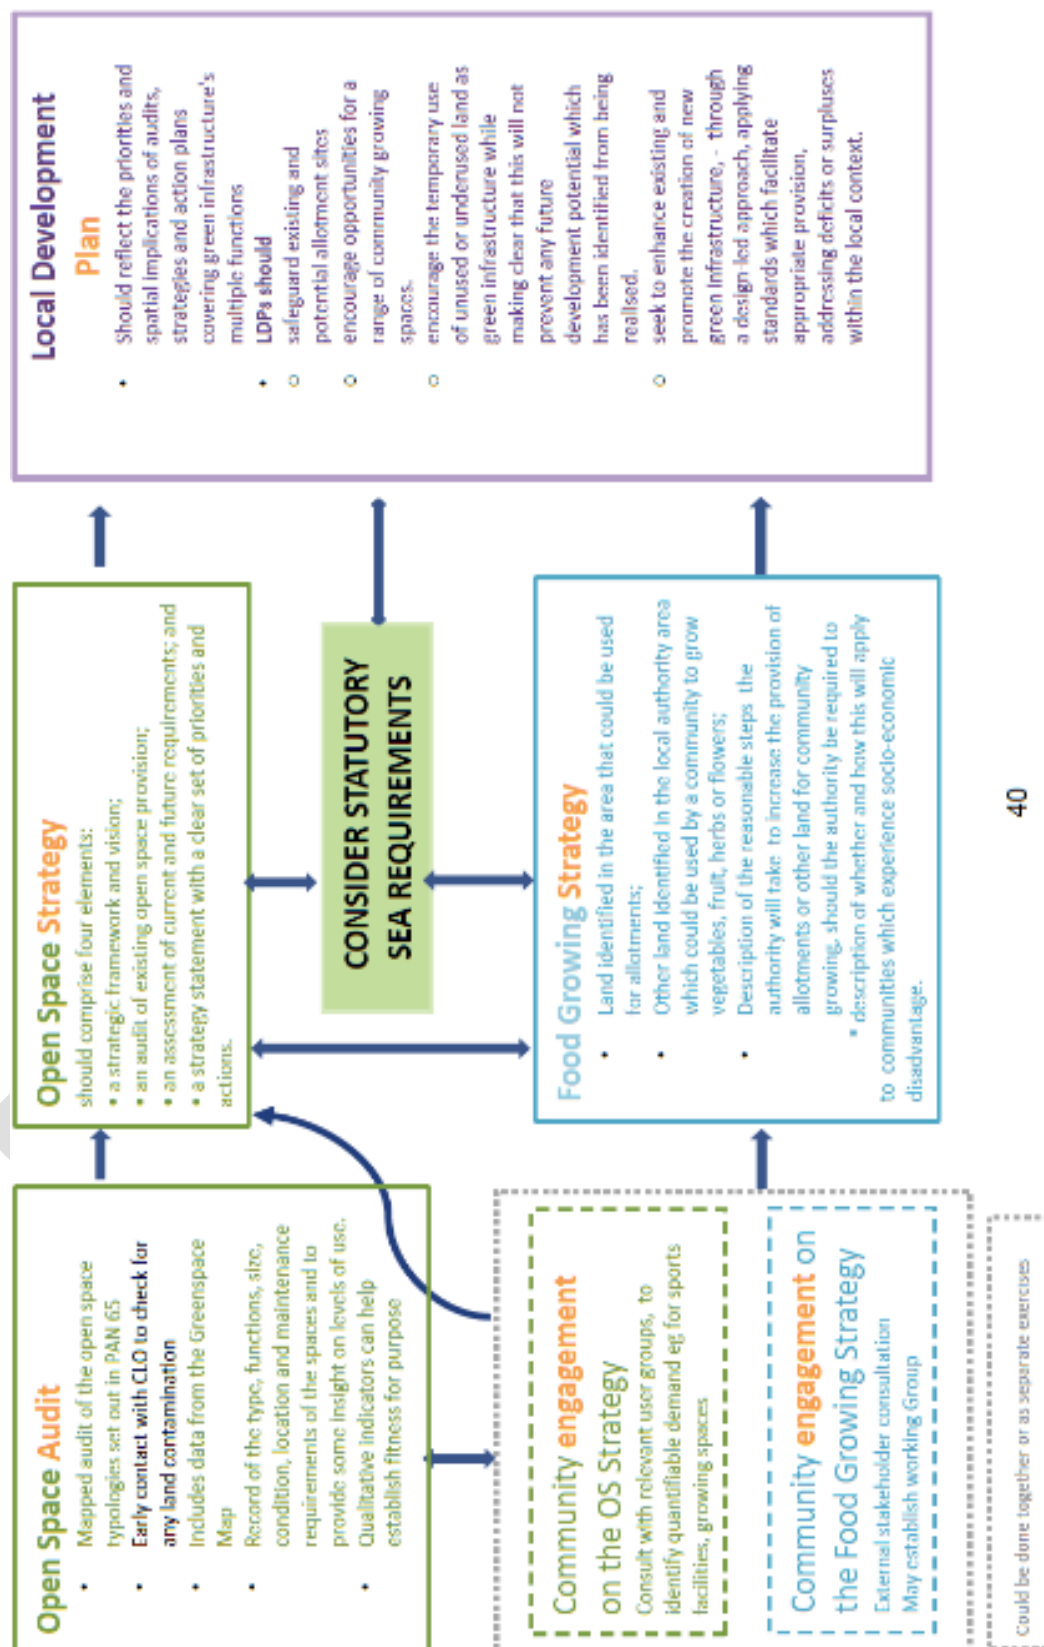 Open Space Audit
• Mapped audit of the open space
typologies set out in PAN 65
• Early contact with CLO to check for
any land contamination
• Includes data from the Greenspace
Map
• Record of the type, functions, size,
condition, location and maintenance
requirements of the spaces and to
provide some insight on levels of use.
• Qualitative indicators can help
establish fitness for purpose
Community engagement
on the OS Strategy
Consult with relevant user groups, to
identify quantifiable demand eg for sports
facilities, growing spaces
Community engagement on
the Food Growing Strategy
External stakeholder consultation
May establish working Group
Could be done together or as separate exercises
Open Space Strategy
should comprise four elements:
• a strategic framework and vision;
• an audit of existing open space provision;
• an assessment of current and future requirements; and
• a strategy statement with a clear set of priorities and
actions.
CONSIDER STATUTORY
SEA REQUIREMENTS
Food Growing Strategy
• Land identified in the area that could be used
for allotments;
• Other land identified in the local authority area
which could be used by a community to grow
vegetables, fruit, herbs or flowers;
• Description of the reasonable steps the
authority will take to increase the provision of
allotments or other land for community
growing, should the authority be required to
• description of whether and how this will apply
to communities which experience socio-economic
disadvantage.
Local Development
Plan
• Should reflect the priorities and
spatial implications of audits,
strategies and action plans
covering green infrastructure's
multiple functions
• LDPs should
o safeguard existing and
potential allotment sites
o encourage opportunities for a
range of community growing
spaces.
o encourage the temporary use
of unused or underused land as
green infrastructure while
making clear that this will not
prevent any future
development potential which
has been identified from being
realised.
o seek to enhance existing and
promote the creation of new
green infrastructure, - through
a design-led approach, applying
standards which facilitate
appropriate provision,
addressing deficits or surpluses
within the local context.
40